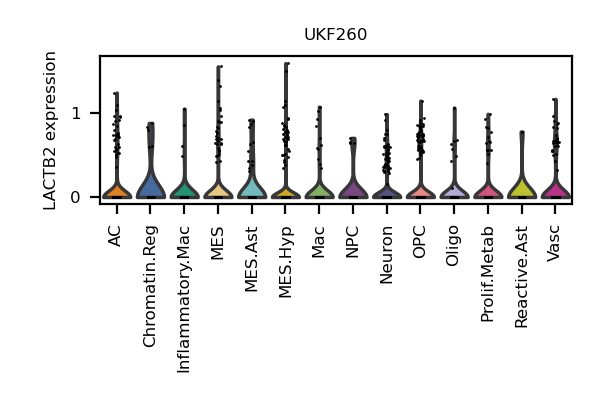 UKF260
LACTB2 expression
1
0
AC
Chromatin.Reg
Inflammatory.Mac
MES
MES.Ast
MES.Hyp
Mac
NPC
Neuron
OPC
Oligo
Prolif.Metab
Reactive.Ast
Vasc